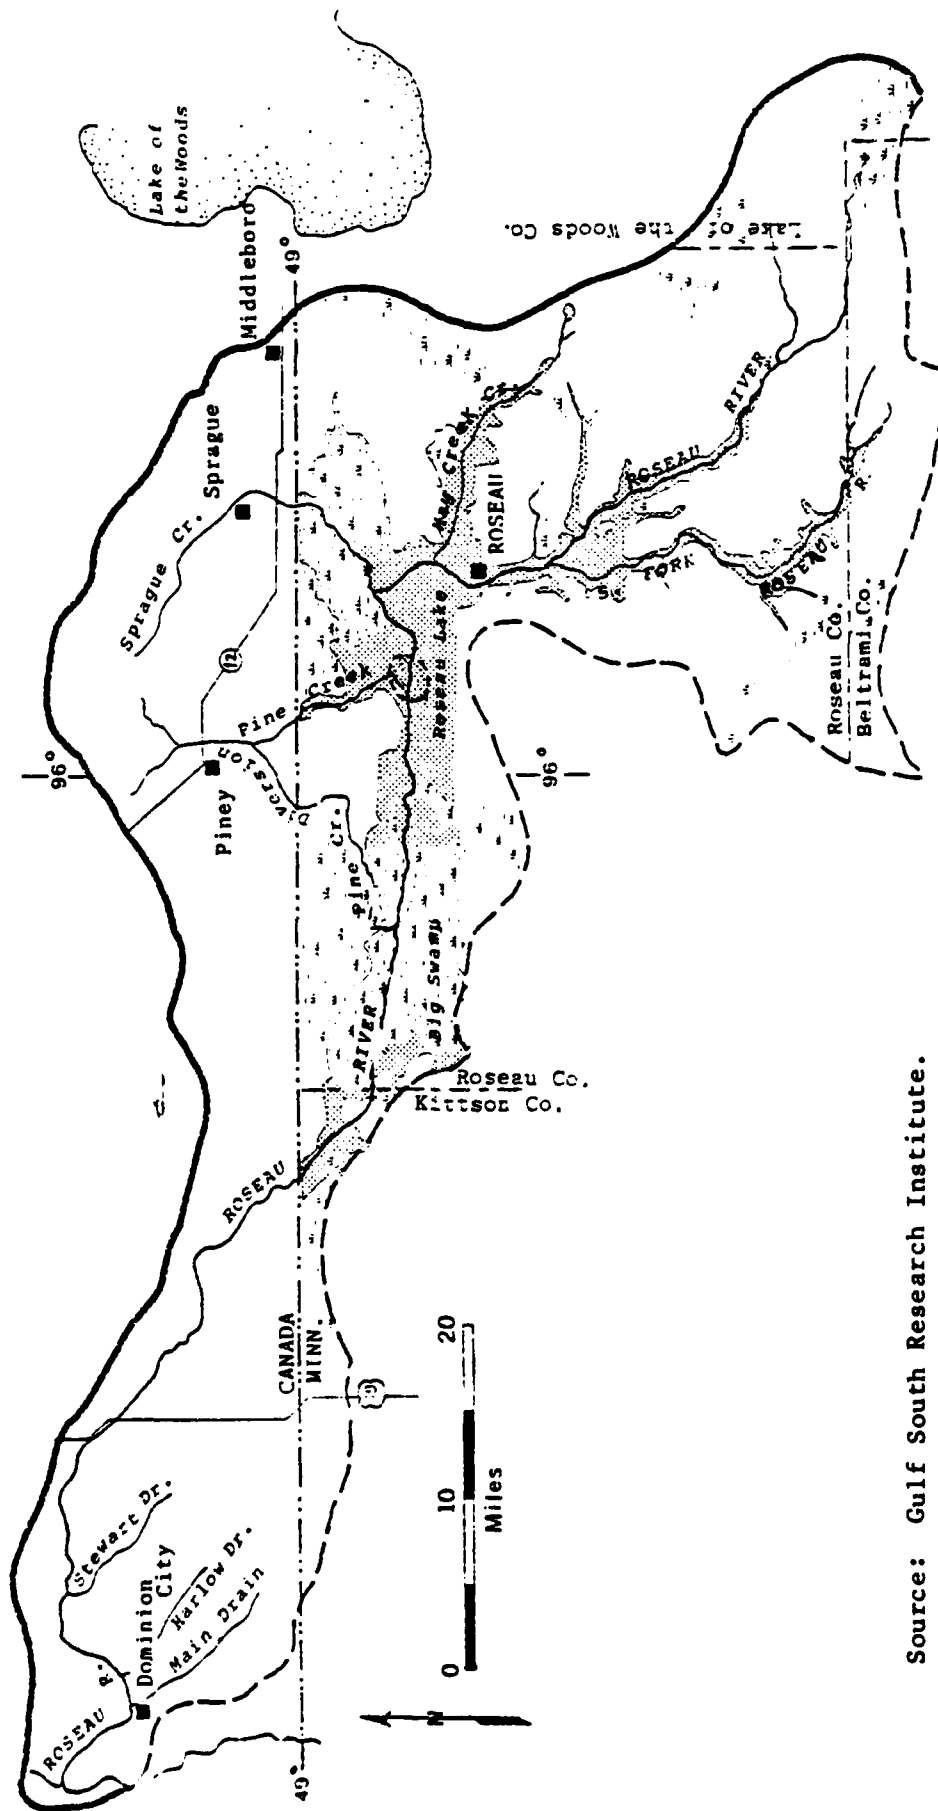 Lake of
the Woods
Middleboro
49°
Sprague
Sprague Cr.
12
96°
Piney
Pine Creek
Diversion
Pine Cr.
Hay Creek Cr.
ROSEAU
Roseau Lake
Lake of the Woods Co.
ROSEAU RIVER
S. FORK
ROSEAU R.
Roseau Co.
Beltrami Co.
96°
Big Swamp
RIVER
Roseau Co.
Kittson Co.
ROSEAU
CANADA
MINN.
Stewart Dr.
Dominion
City
Harlow Dr.
Main Drain
ROSEAU R.
49°
N
0 10 20
Miles
Source: Gulf South Research Institute.